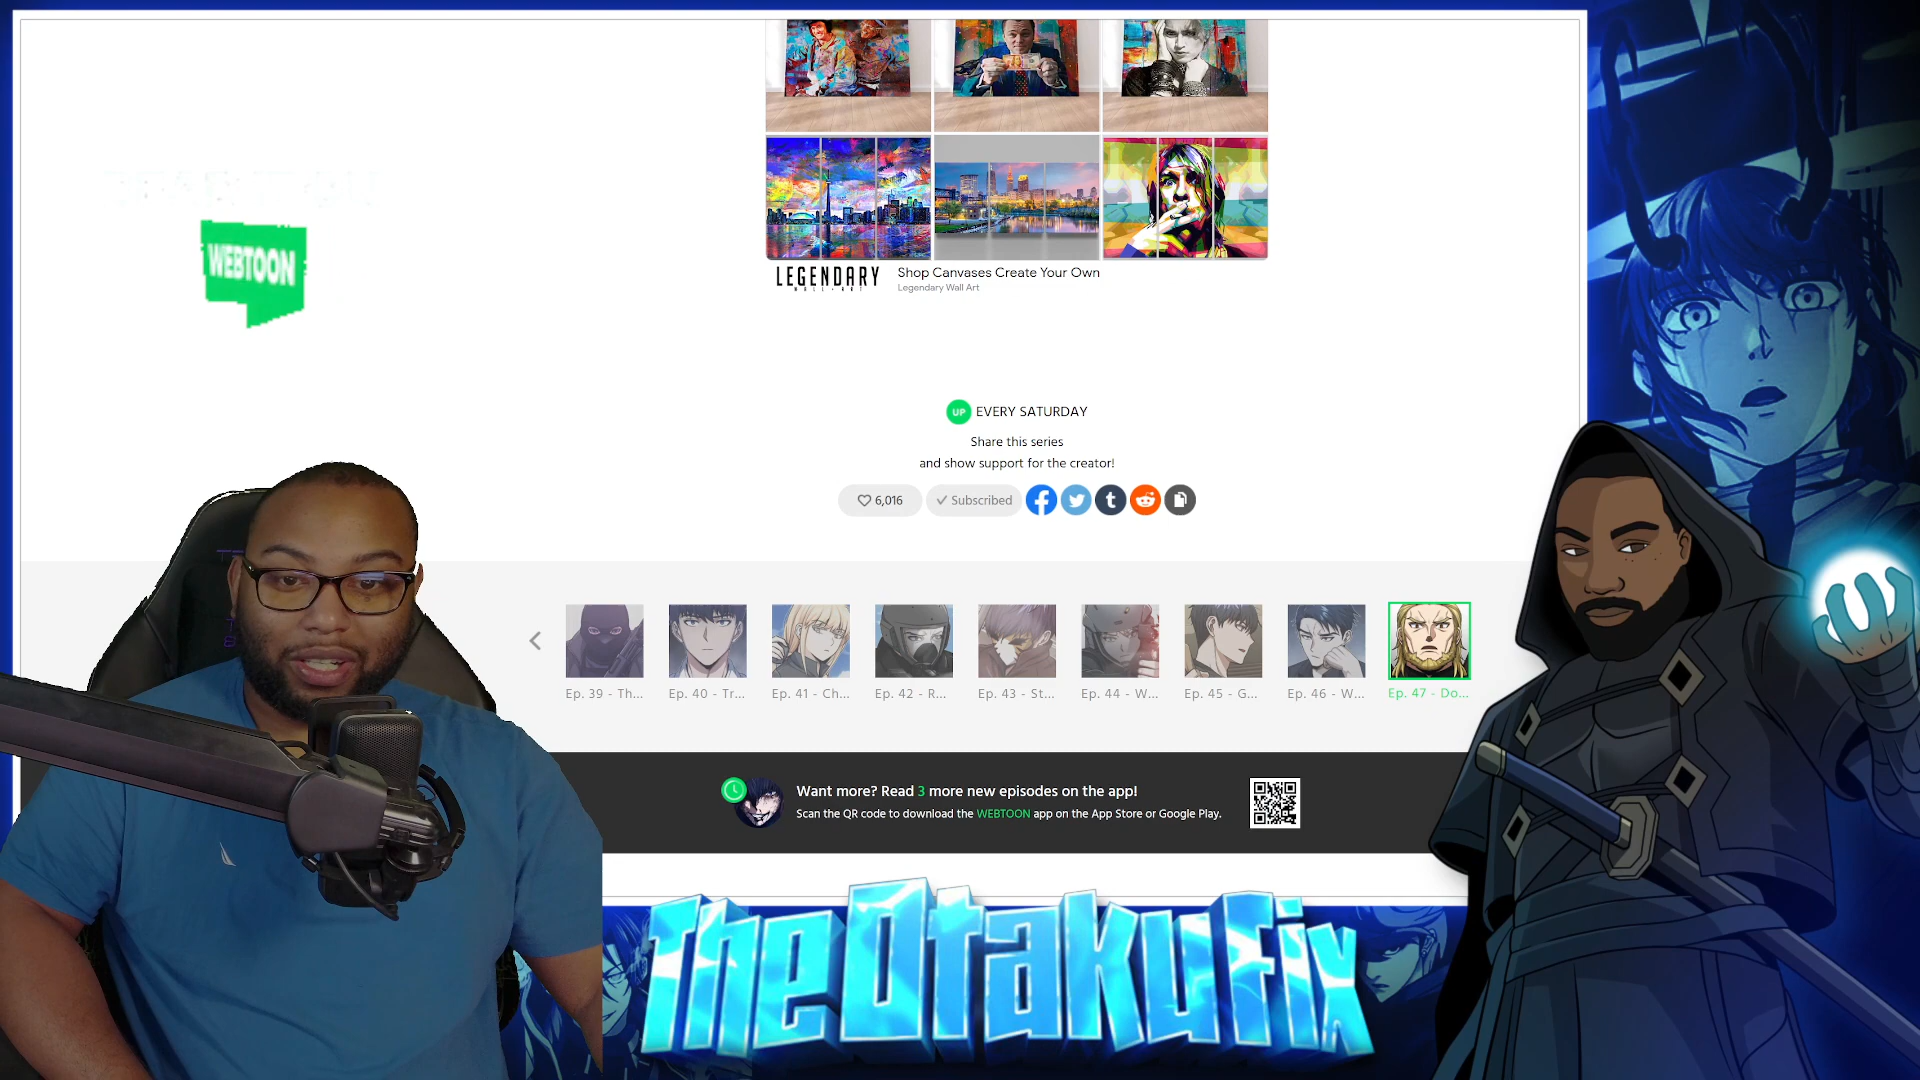 WEBTOON
LEGENDARY
WALL·ART
Shop Canvases Create Your Own
Legendary Wall Art
UP EVERY SATURDAY
Share this series
and show support for the creator!
6,016
Subscribed
Ep. 39 - Th...
Ep. 40 - Tr...
Ep. 41 - Ch...
Ep. 42 - R...
Ep. 43 - St...
Ep. 44 - W...
Ep. 45 - G...
Ep. 46 - W...
Ep. 47 - Do...
Want more? Read 3 more new episodes on the app!
Scan the QR code to download the WEBTOON app on the App Store or Google Play.
TheOtakuFix